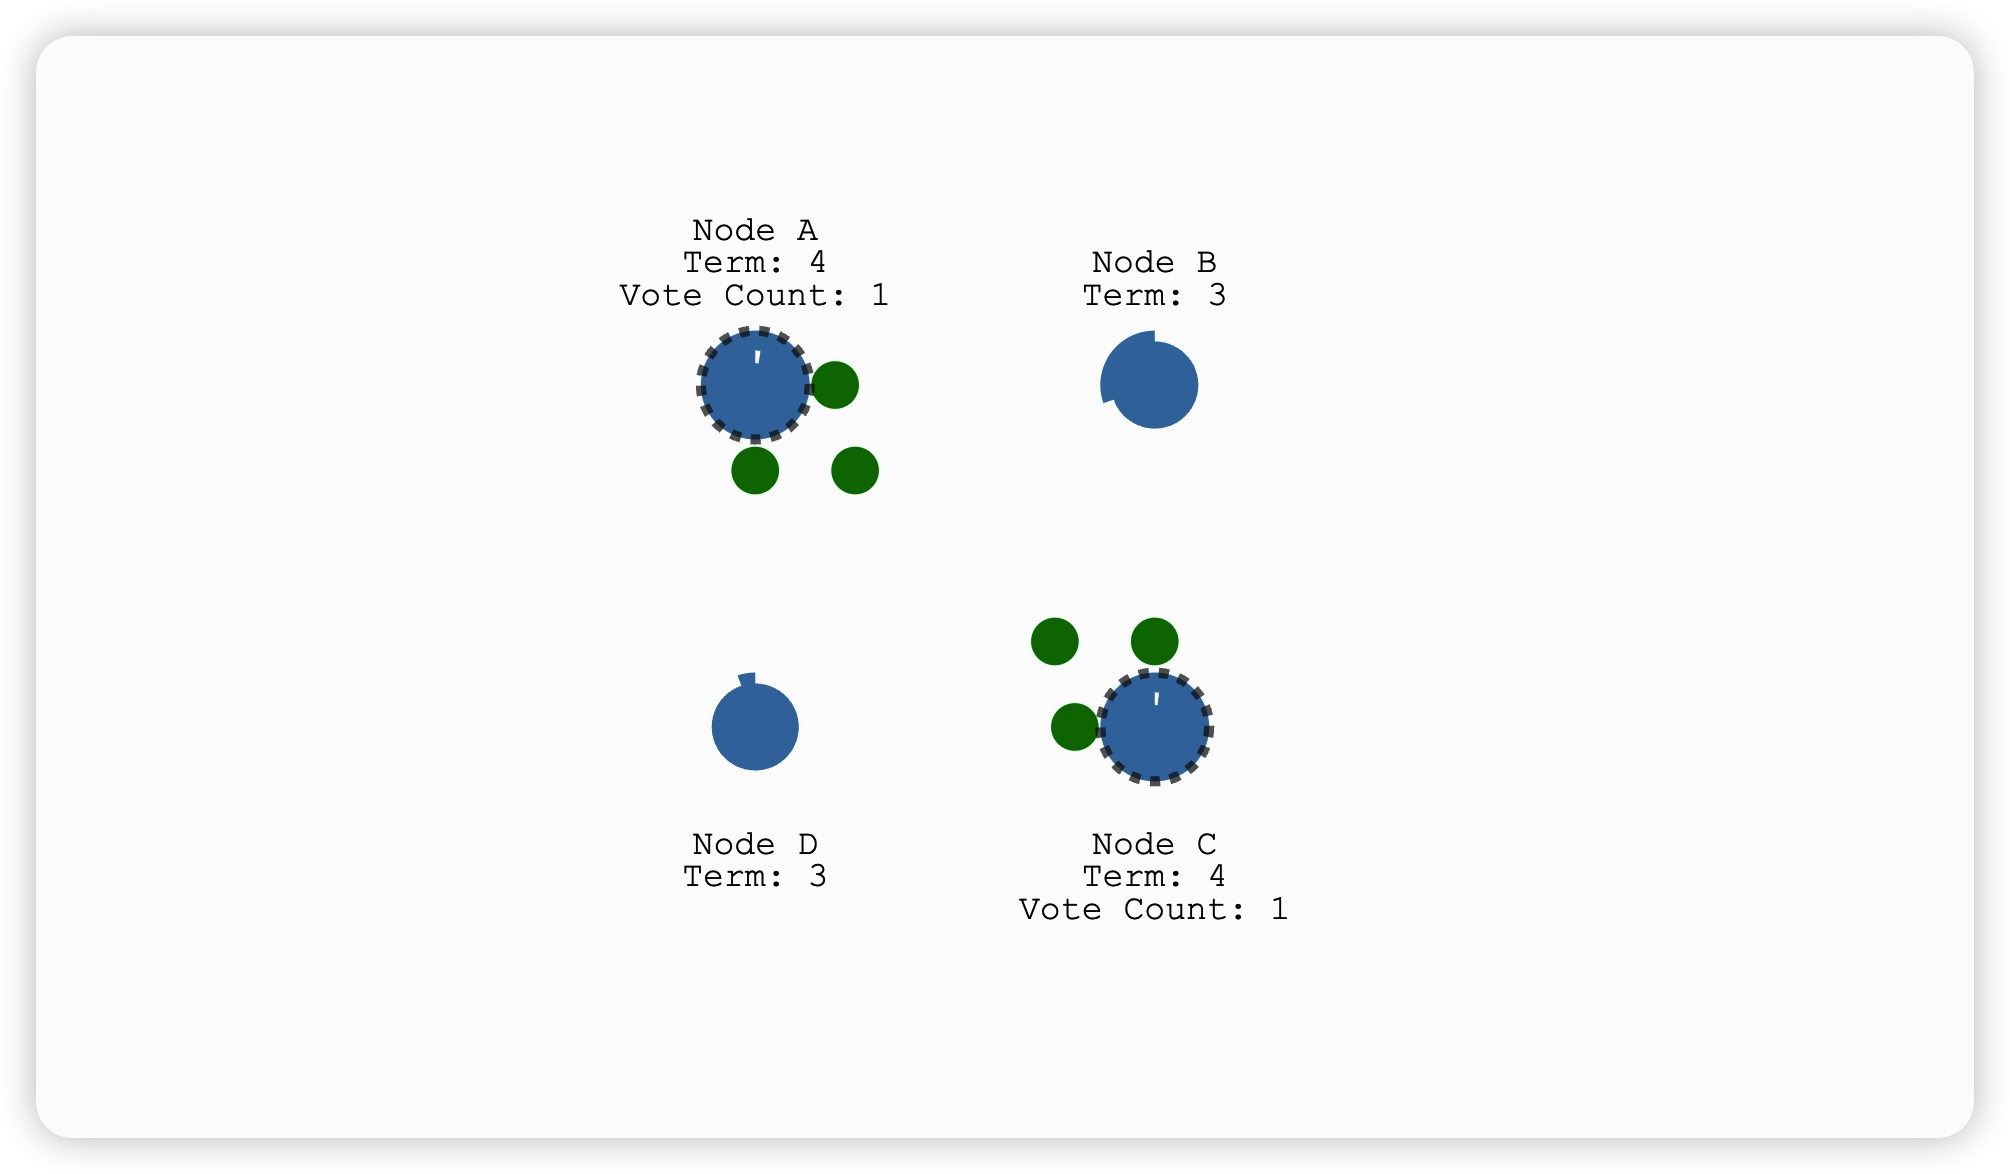 Node A
Term: 4
Vote Count: 1
Node B
Term: 3
Node D
Term: 3
Node C
Term: 4
Vote Count: 1